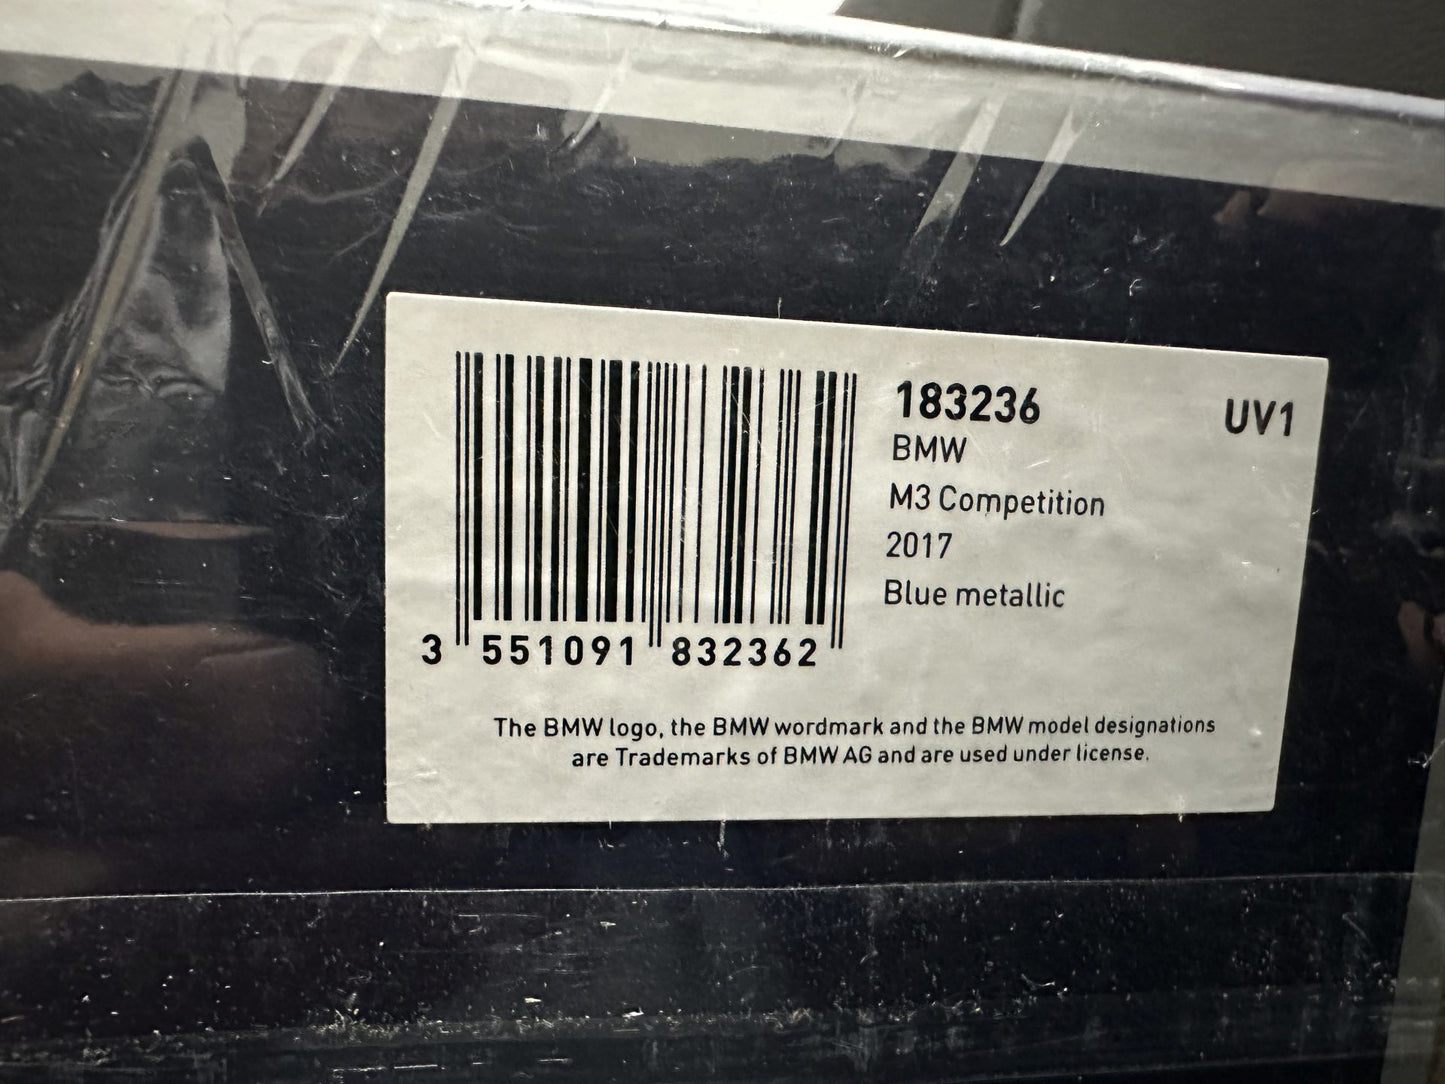 183236 UV1
BMW
M3 Competition
2017
Blue metallic
3 551091 832362
The BMW logo, the BMW wordmark and the BMW model designations
are Trademarks of BMW AG and are used under license.